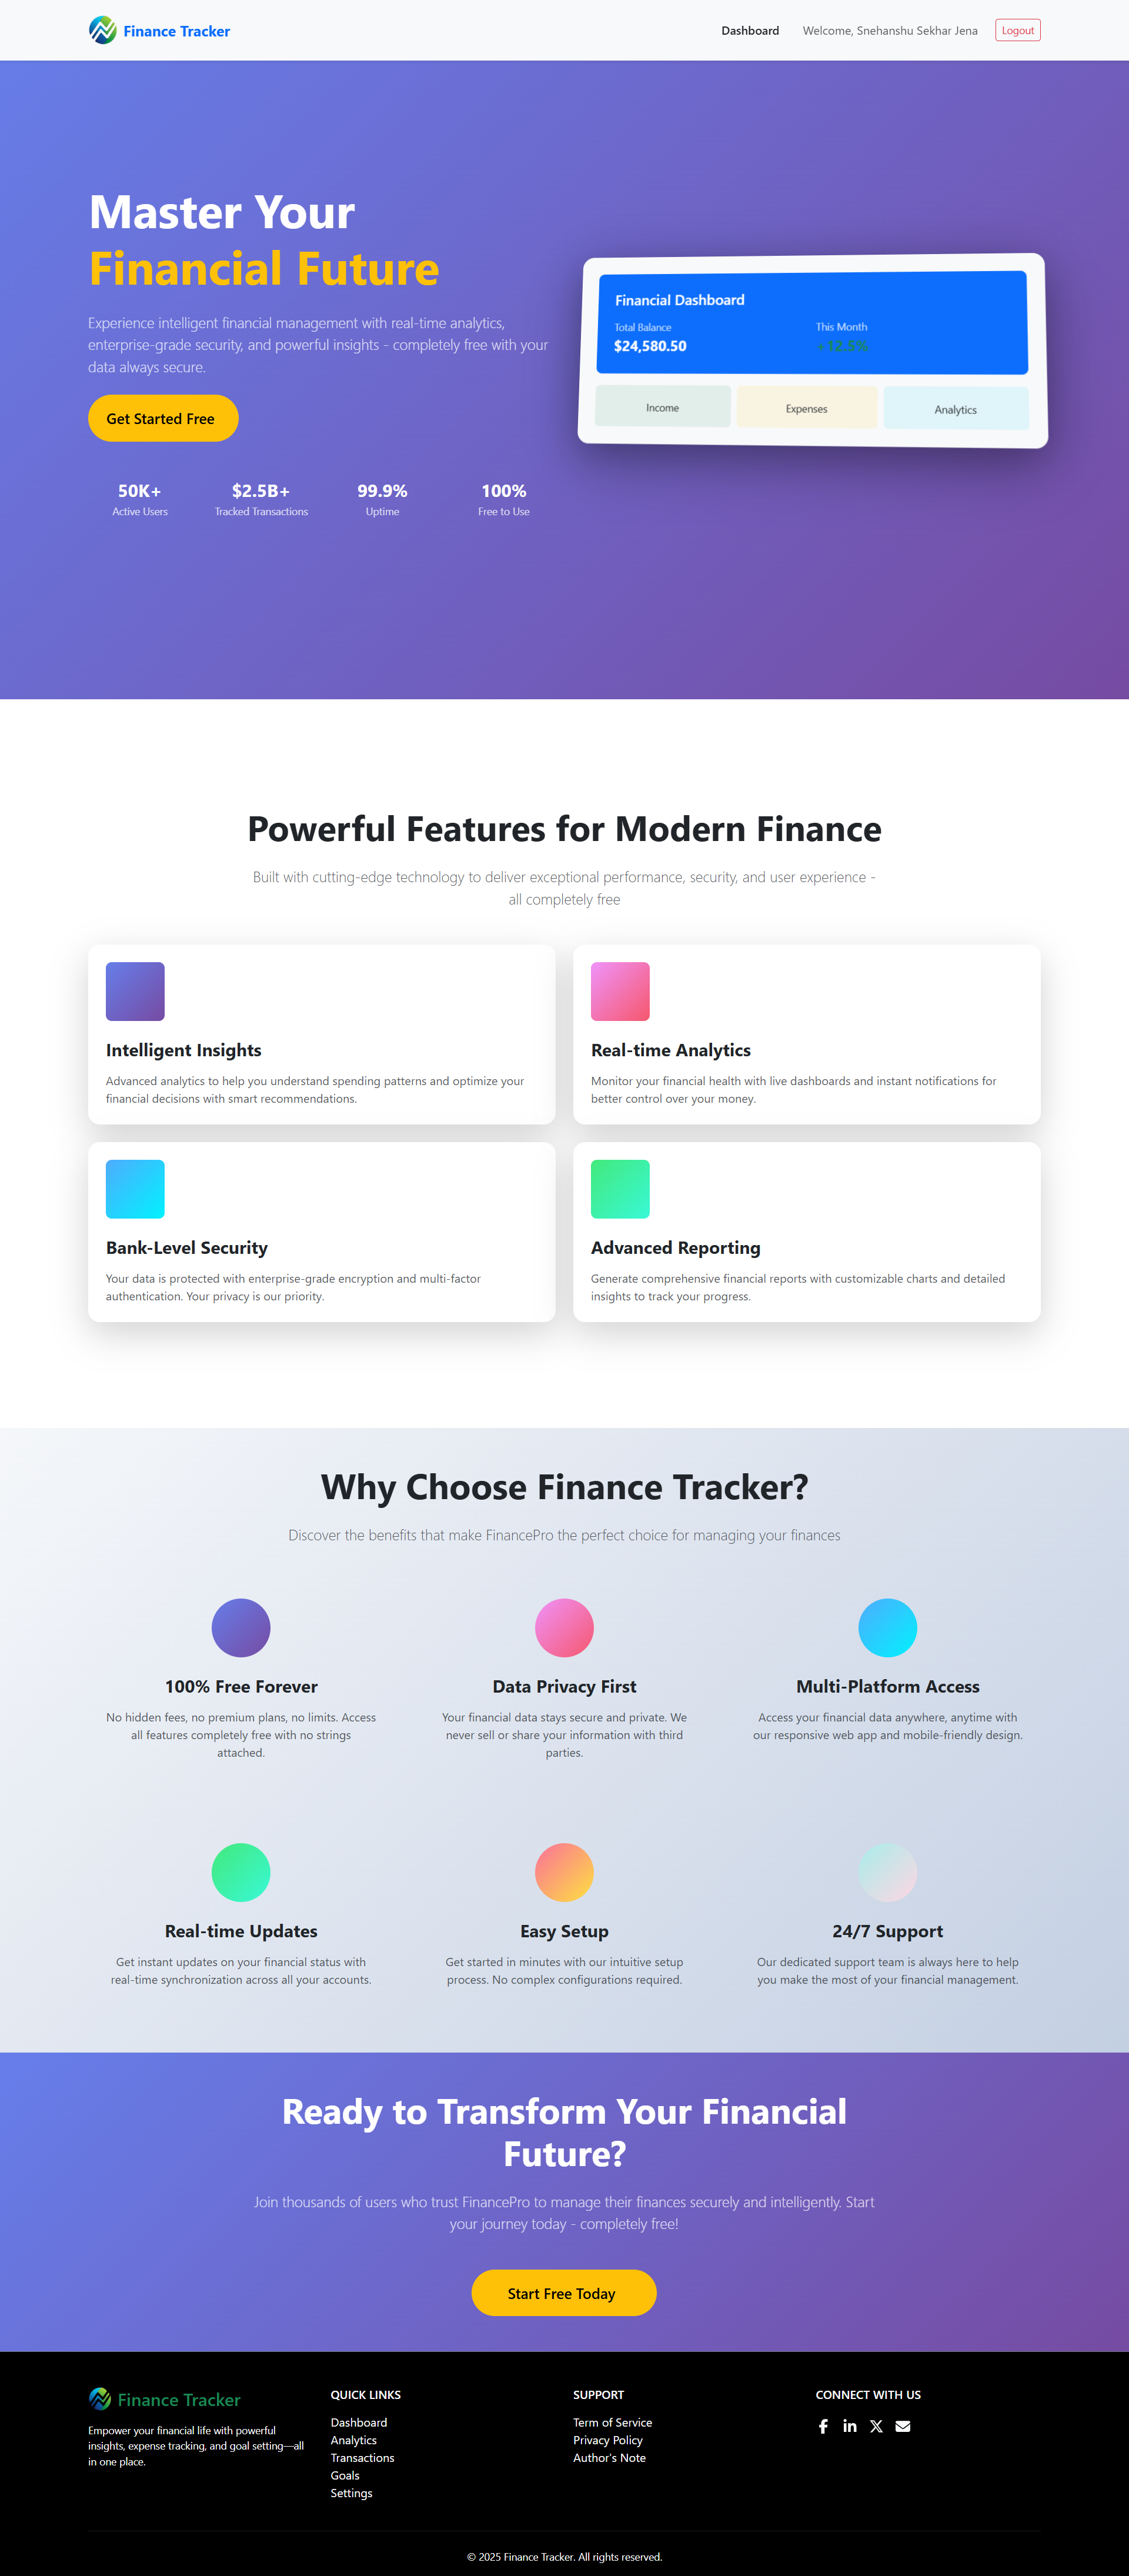 Finance Tracker
Dashboard
Welcome, Snehanshu Sekhar Jena
Logout
Master Your
Financial Future
Experience intelligent financial management with real-time analytics,
enterprise-grade security, and powerful insights - completely free with your
data always secure.
Get Started Free
50K+
Active Users
$2.5B+
Tracked Transactions
99.9%
Uptime
100%
Free to Use
Financial Dashboard
Total Balance
$24,580.50
This Month
+12.5%
Income
Expenses
Analytics
Powerful Features for Modern Finance
Built with cutting-edge technology to deliver exceptional performance, security, and user experience -
all completely free
Intelligent Insights
Advanced analytics to help you understand spending patterns and optimize your
financial decisions with smart recommendations.
Real-time Analytics
Monitor your financial health with live dashboards and instant notifications for
better control over your money.
Bank-Level Security
Your data is protected with enterprise-grade encryption and multi-factor
authentication. Your privacy is our priority.
Advanced Reporting
Generate comprehensive financial reports with customizable charts and detailed
insights to track your progress.
Why Choose Finance Tracker?
Discover the benefits that make FinancePro the perfect choice for managing your finances
100% Free Forever
No hidden fees, no premium plans, no limits. Access
all features completely free with no strings
attached.
Data Privacy First
Your financial data stays secure and private. We
never sell or share your information with third
parties.
Multi-Platform Access
Access your financial data anywhere, anytime with
our responsive web app and mobile-friendly design.
Real-time Updates
Get instant updates on your financial status with
real-time synchronization across all your accounts.
Easy Setup
Get started in minutes with our intuitive setup
process. No complex configurations required.
24/7 Support
Our dedicated support team is always here to help
you make the most of your financial management.
Ready to Transform Your Financial
Future?
Join thousands of users who trust FinancePro to manage their finances securely and intelligently. Start
your journey today - completely free!
Start Free Today
Finance Tracker
Empower your financial life with powerful
insights, expense tracking, and goal setting—all
in one place.
QUICK LINKS
Dashboard
Analytics
Transactions
Goals
Settings
SUPPORT
Term of Service
Privacy Policy
Author's Note
CONNECT WITH US
© 2025 Finance Tracker. All rights reserved.